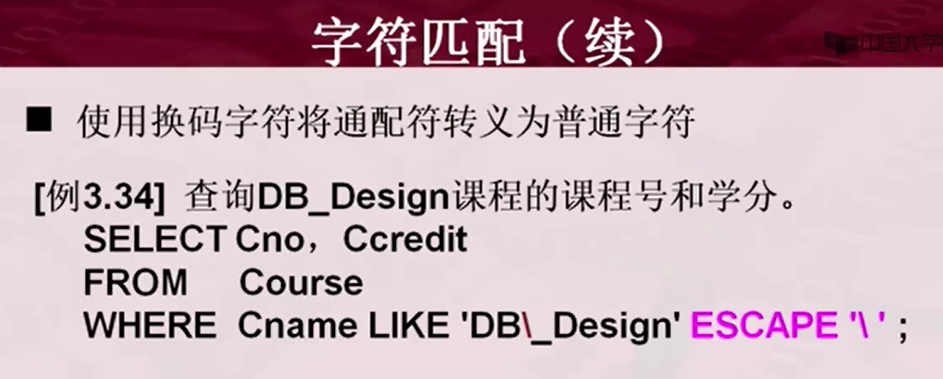 字符匹配（续）
中国大学
■ 使用换码字符将通配符转义为普通字符
[例3.34] 查询DB_Design课程的课程号和学分。
SELECT Cno，Ccredit
FROM Course
WHERE Cname LIKE 'DB\_Design' ESCAPE '\ ' ;